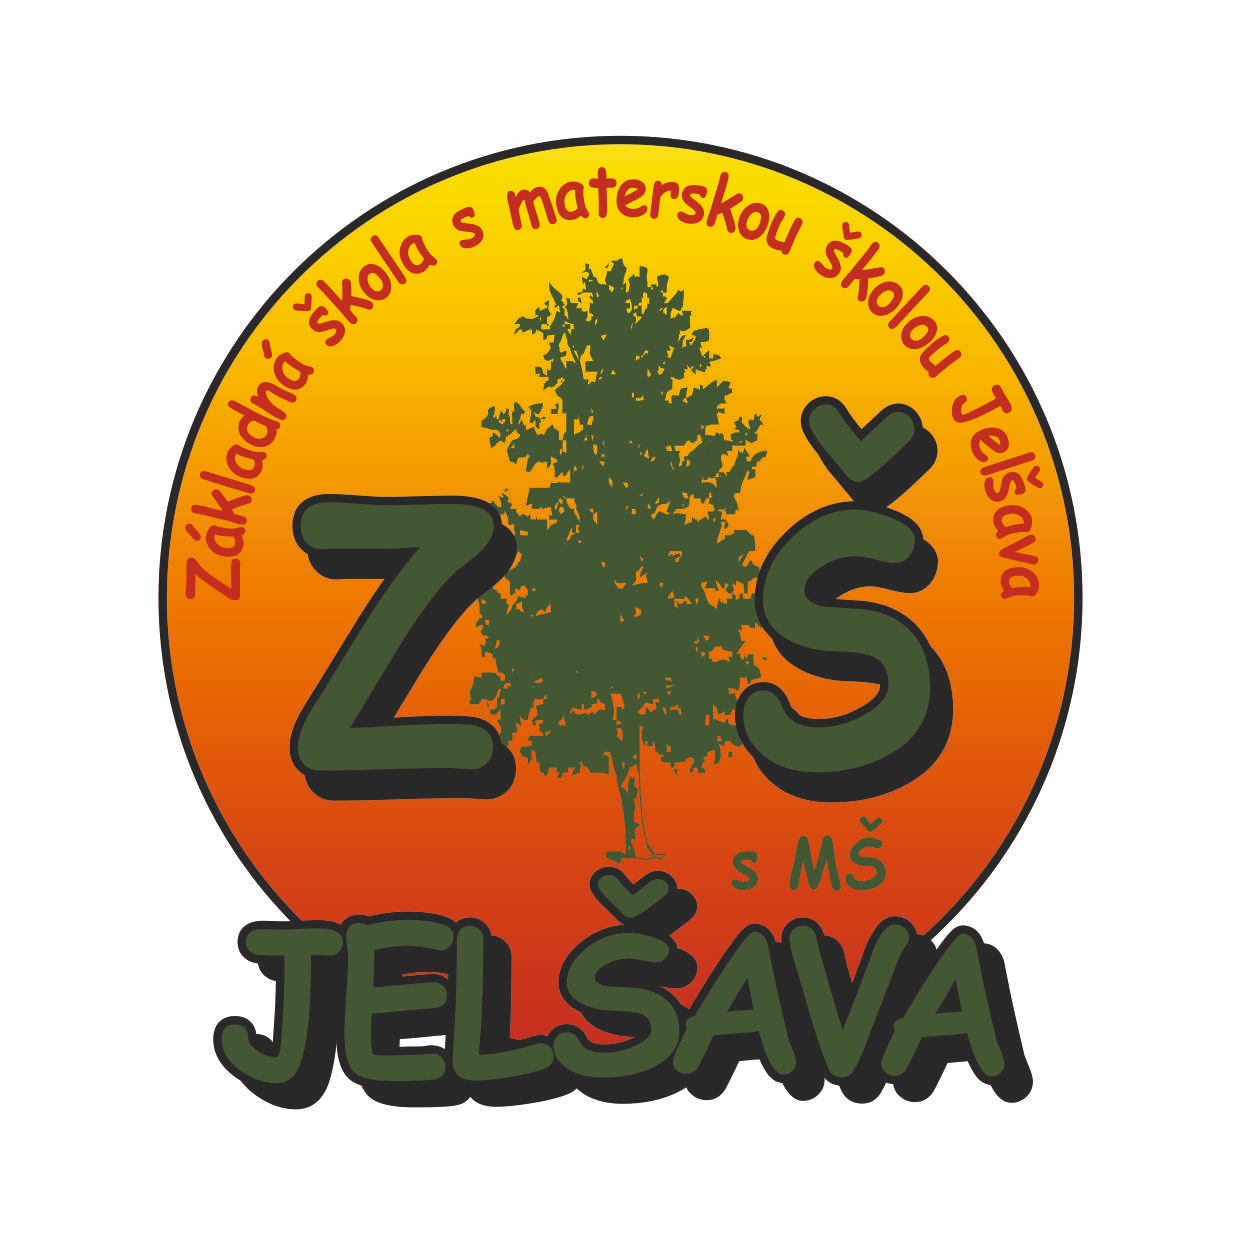 Základná škola s materskou školou Jelšava
ZŠ
s MŠ
JELŠAVA